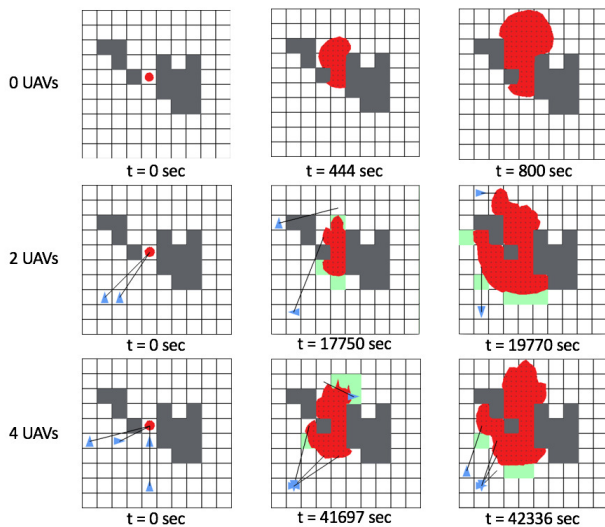 0 UAVs
t = 0 sec
t = 444 sec
t = 800 sec
2 UAVs
t = 0 sec
t = 17750 sec
t = 19770 sec
4 UAVs
t = 0 sec
t = 41697 sec
t = 42336 sec